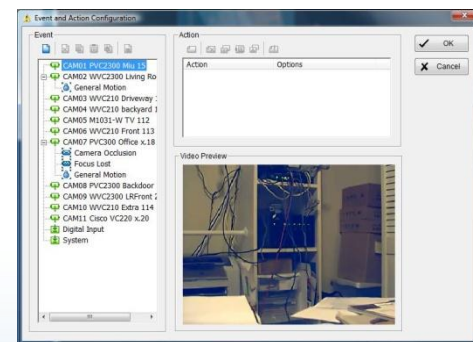 Event and Action Configuration
Event
CAM01 PVC2300 Miu 15
CAM02 WVC2300 Living Ro
General Motion
CAM03 WVC210 Driveway
CAM04 WVC210 backyard 1
CAM05 M1031-W TV 112
CAM06 WVC210 Front 113
CAM07 PVC300 Office x.18
Camera Occlusion
Focus Lost
General Motion
CAM08 PVC2300 Backdoor
CAM09 WVC2300 LRFront 2
CAM10 WVC210 Extra 114
CAM11 Cisco VC220 x.20
Digital Input
System
Action
Action Options
Video Preview
OK
Cancel